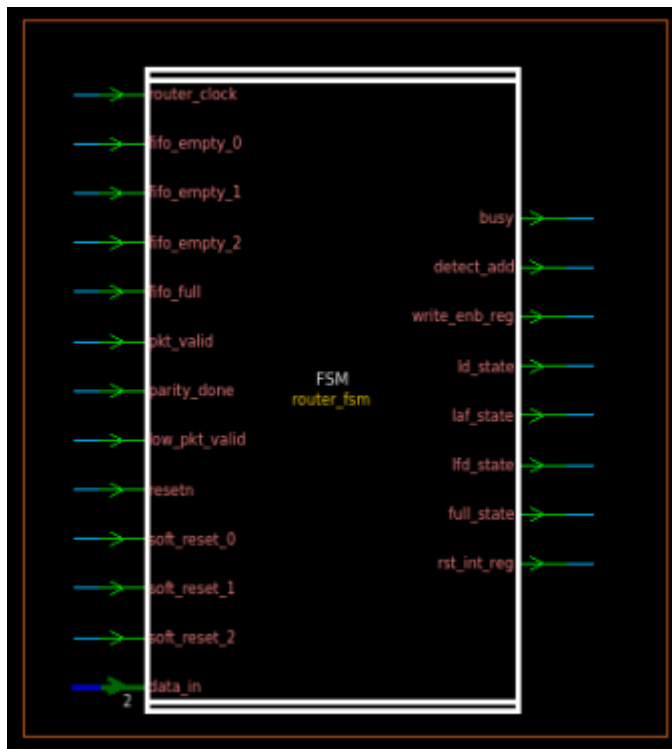 router_clock
fifo_empty_0
fifo_empty_1
fifo_empty_2
fifo_full
pkt_valid
parity_done
low_pkt_valid
resetn
soft_reset_0
soft_reset_1
soft_reset_2
data_in
2
FSM
router_fsm
busy
detect_add
write_enb_reg
ld_state
laf_state
lfd_state
full_state
rst_int_reg